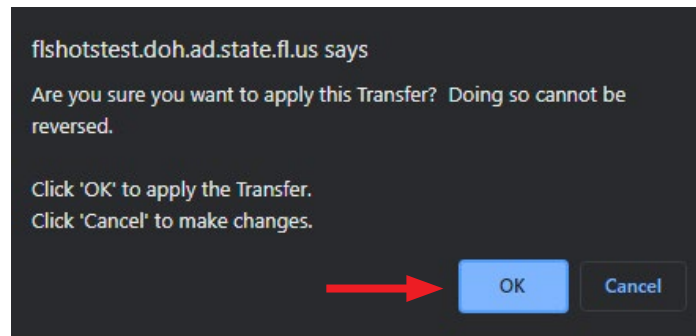 flshotstest.doh.ad.state.fl.us says
Are you sure you want to apply this Transfer?  Doing so cannot be
reversed.
Click 'OK' to apply the Transfer.
Click 'Cancel' to make changes.
OK Cancel